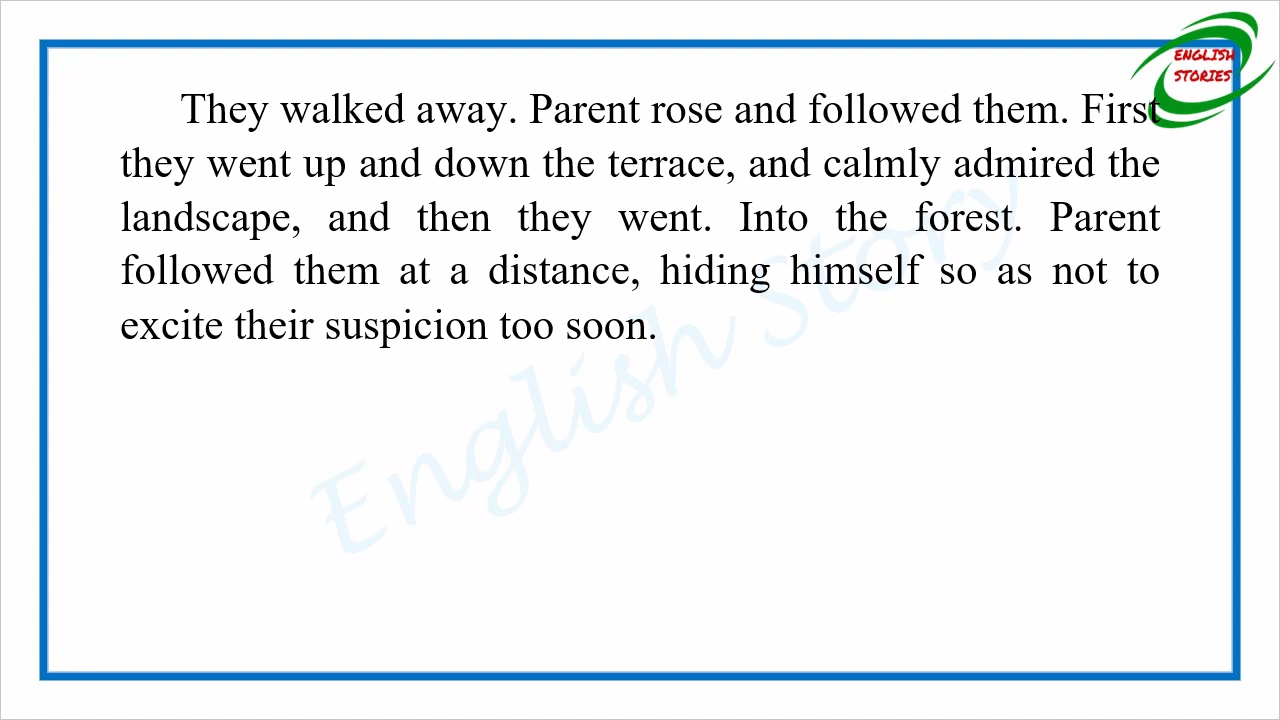 ENGLISH
STORIES
They walked away. Parent rose and followed them. First
they went up and down the terrace, and calmly admired the
landscape, and then they went. Into the forest. Parent
followed them at a distance, hiding himself so as not to
excite their suspicion too soon.
English Story